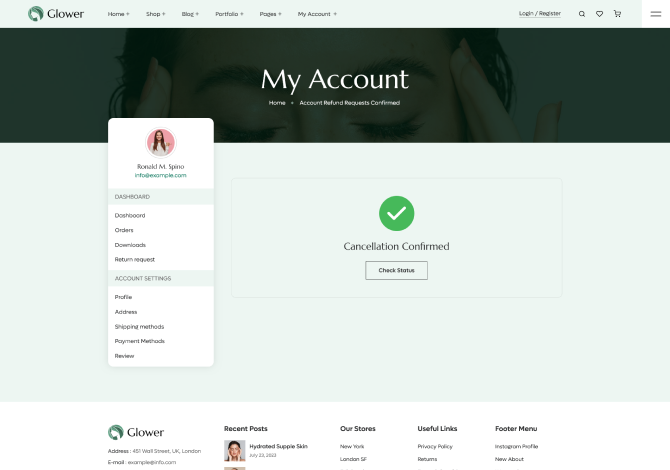 Glower
Home + Shop + Blog + Portfolio + Pages + My Account + Login / Register
My Account
Home • Account Refund Requests Confirmed
Ronald M. Spino
info@example.com
DASHBOARD
Dashboard
Orders
Downloads
Return request
ACCOUNT SETTINGS
Profile
Address
Shipping methods
Payment Methods
Review
Cancellation Confirmed
Check Status
Glower
Address : 451 Wall Street, UK, London
E-mail : example@info.com
Recent Posts
Hydrated Supple Skin
July 23, 2023
Our Stores
New York
London SF
Useful Links
Privacy Policy
Returns
Footer Menu
Instagram Profile
New About